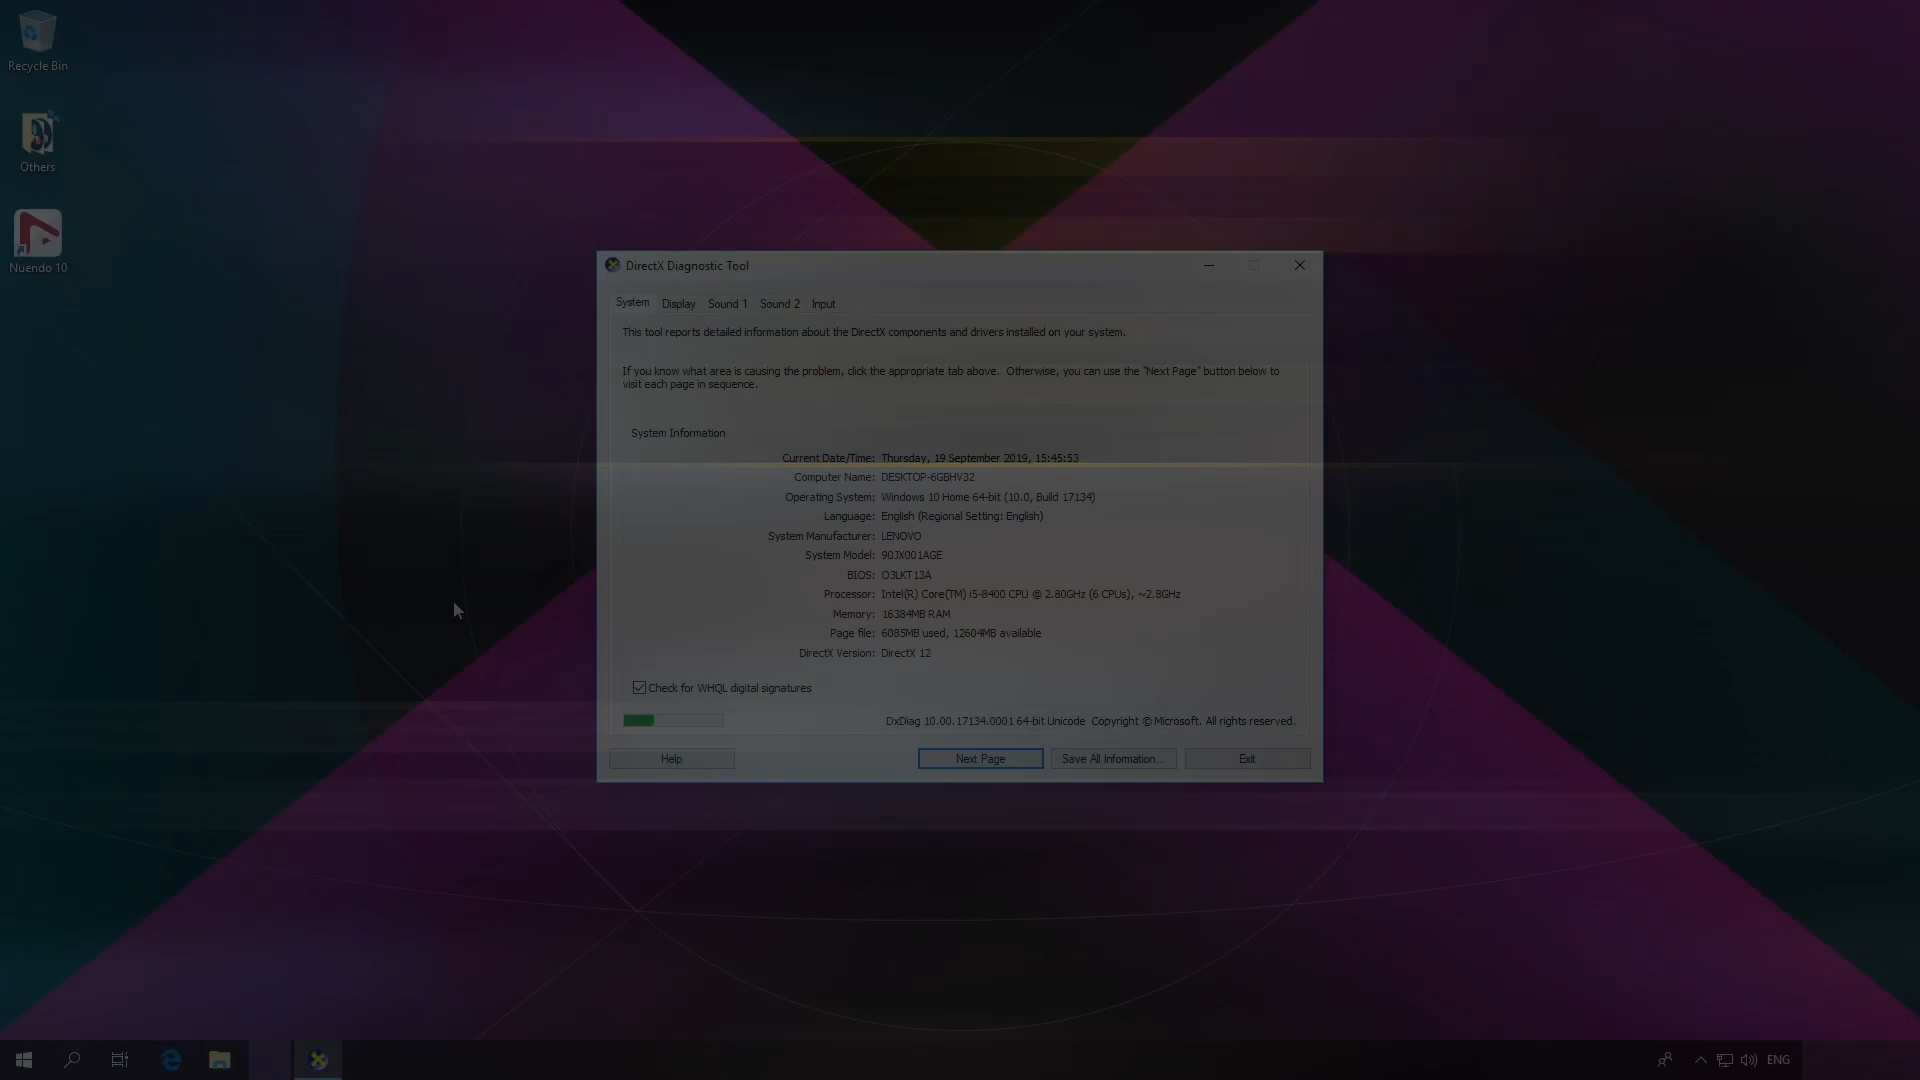 Recycle Bin
Others
Nuendo 10
DirectX Diagnostic Tool
System Display Sound 1 Sound 2 Input
This tool reports detailed information about the DirectX components and drivers installed on your system.
If you know what area is causing the problem, click the appropriate tab above. Otherwise, you can use the "Next Page" button below to
visit each page in sequence.
System Information
Current Date/Time: Thursday, 19 September 2019, 15:45:53
Computer Name: DESKTOP-6GBHV32
Operating System: Windows 10 Home 64-bit (10.0, Build 17134)
Language: English (Regional Setting: English)
System Manufacturer: LENOVO
System Model: 90JX001AGE
BIOS: O3LKT13A
Processor: Intel(R) Core(TM) i5-8400 CPU @ 2.80GHz (6 CPUs), ~2.8GHz
Memory: 16384MB RAM
Page file: 6085MB used, 12604MB available
DirectX Version: DirectX 12
Check for WHQL digital signatures
DxDiag 10.00.17134.0001 64-bit Unicode Copyright © Microsoft. All rights reserved.
Help Next Page Save All Information... Exit
ENG